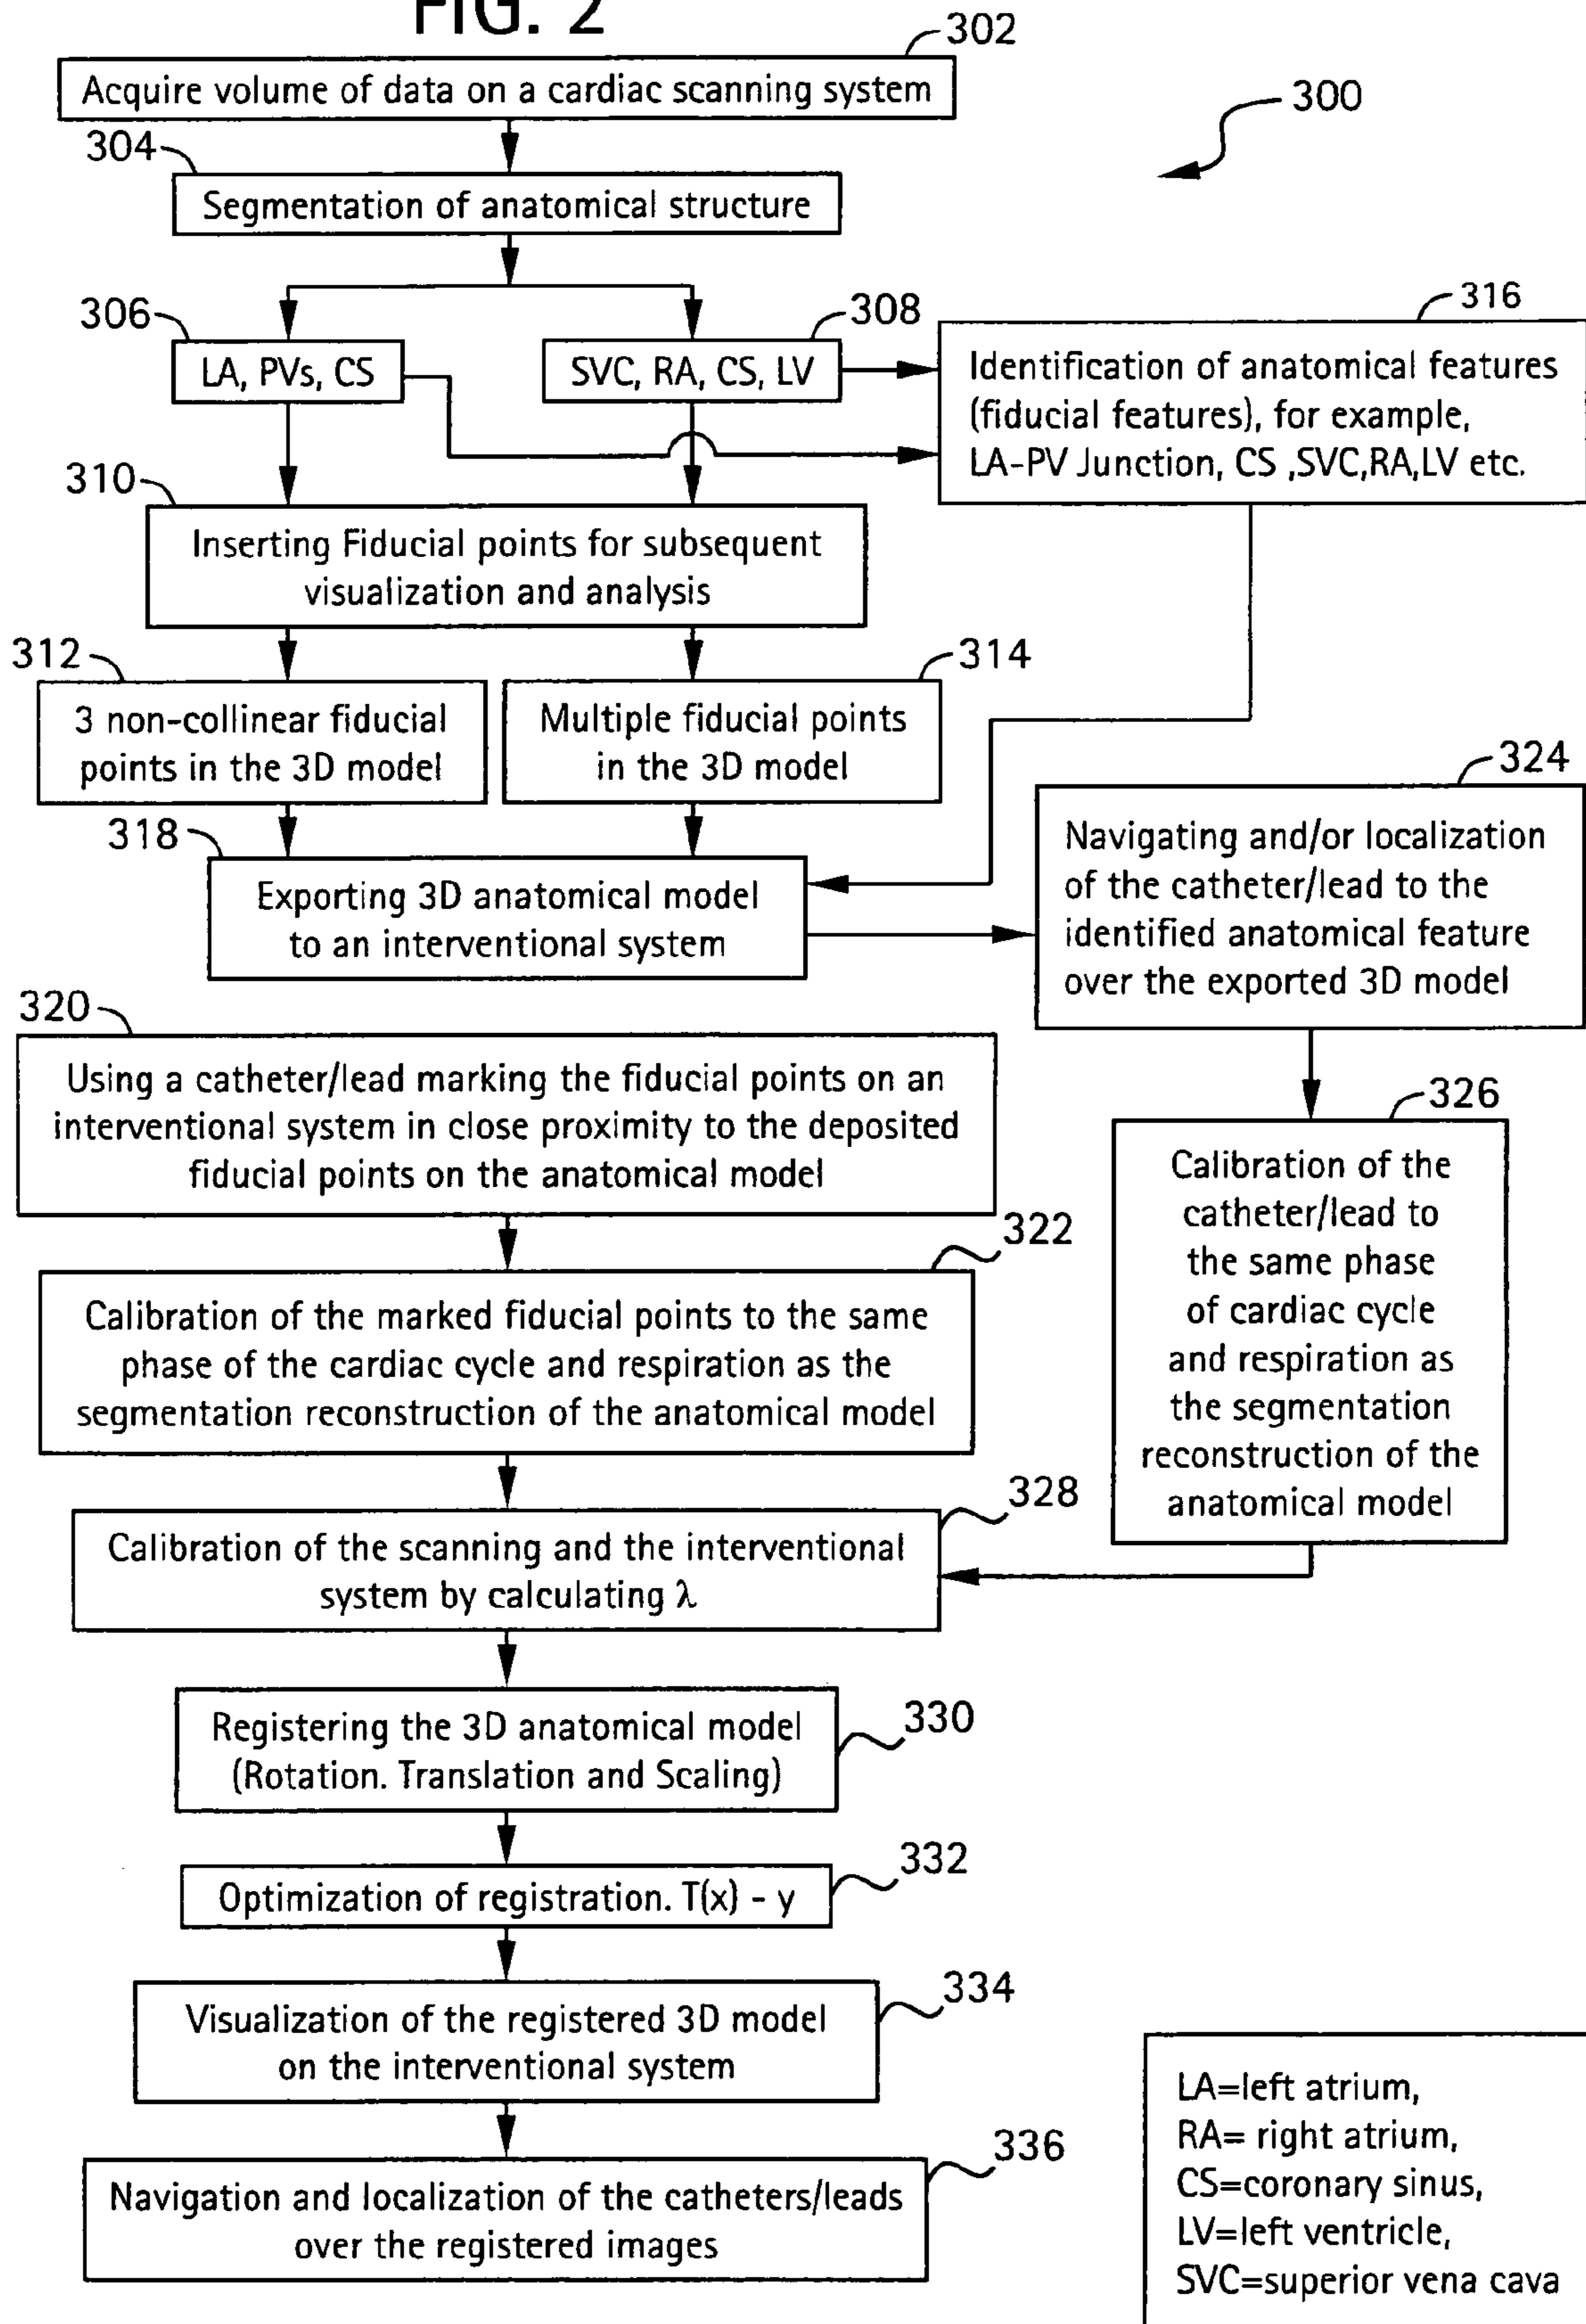 FIG. 2
302
Acquire volume of data on a cardiac scanning system
300
304
Segmentation of anatomical structure
306
LA, PVs, CS
308
SVC, RA, CS, LV
316
Identification of anatomical features
(fiducial features), for example,
LA-PV Junction, CS ,SVC,RA,LV etc.
310
Inserting Fiducial points for subsequent
visualization and analysis
312
3 non-collinear fiducial
points in the 3D model
314
Multiple fiducial points
in the 3D model
318
Exporting 3D anatomical model
to an interventional system
324
Navigating and/or localization
of the catheter/lead to the
identified anatomical feature
over the exported 3D model
320
Using a catheter/lead marking the fiducial points on an
interventional system in close proximity to the deposited
fiducial points on the anatomical model
322
Calibration of the marked fiducial points to the same
phase of the cardiac cycle and respiration as the
segmentation reconstruction of the anatomical model
326
Calibration of the
catheter/lead to
the same phase
of cardiac cycle
and respiration as
the segmentation
reconstruction of the
anatomical model
328
Calibration of the scanning and the interventional
system by calculating λ
330
Registering the 3D anatomical model
(Rotation. Translation and Scaling)
332
Optimization of registration. T(x) - y
334
Visualization of the registered 3D model
on the interventional system
336
Navigation and localization of the catheters/leads
over the registered images
LA=left atrium,
RA= right atrium,
CS=coronary sinus,
LV=left ventricle,
SVC=superior vena cava